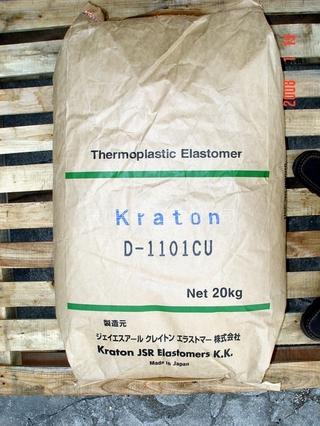 Thermoplastic Elastomer
Kraton
D-1101CU
Net 20kg
製造元
ジェイエスアール クレイトン エラストマー 株式会社
Kraton JSR Elastomers K.K.
Made in Japan